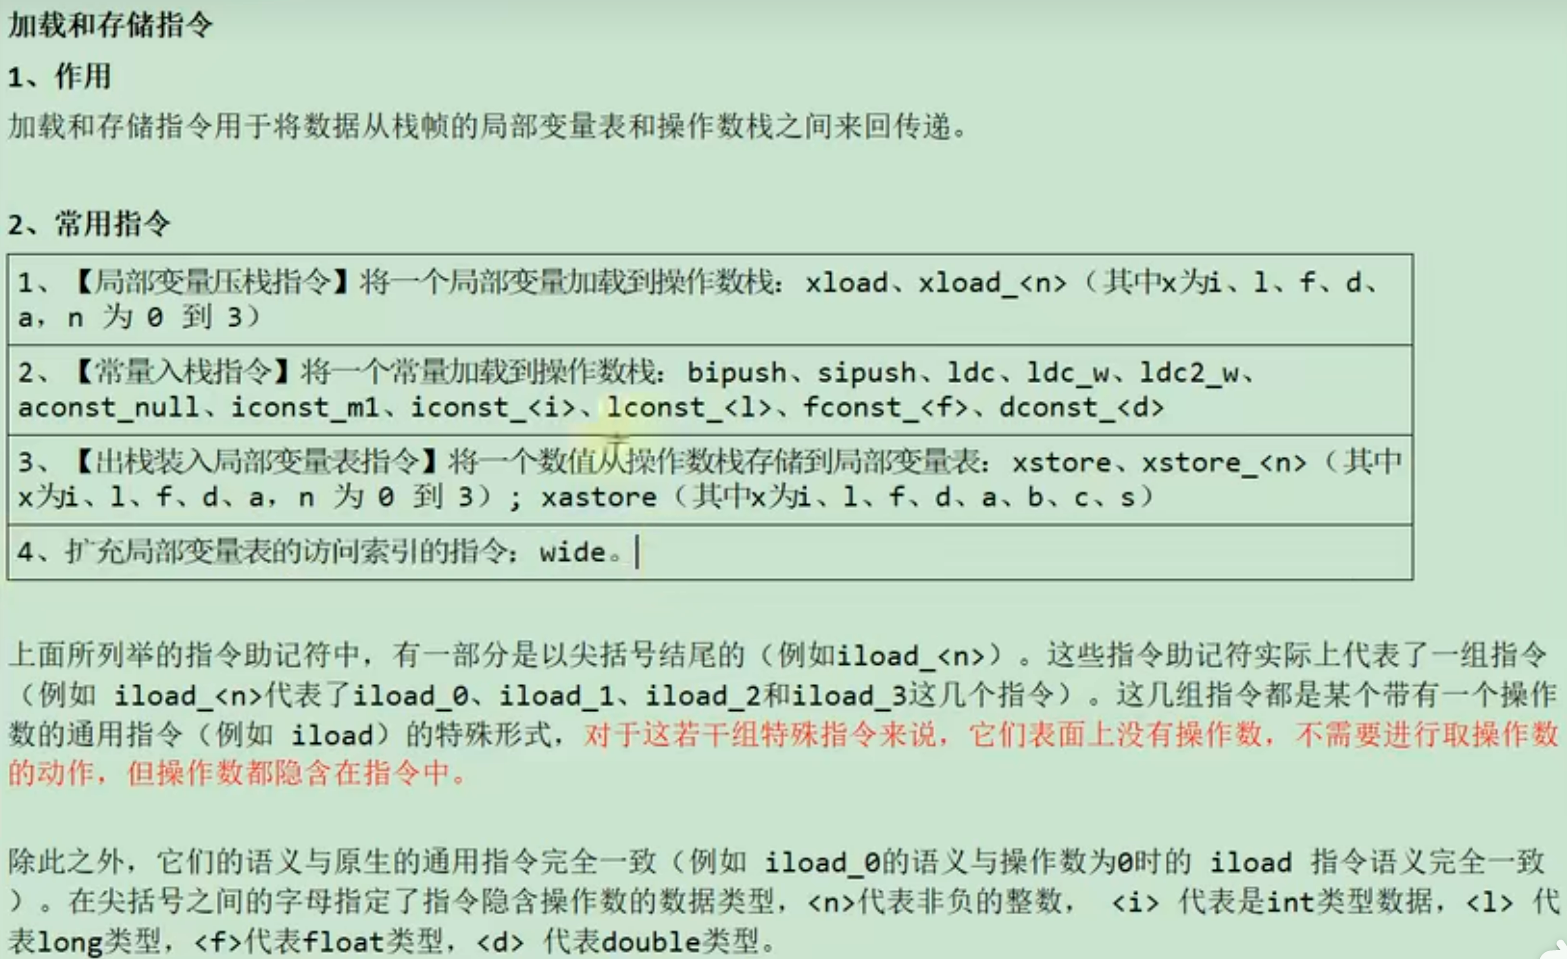 加载和存储指令
1、作用
加载和存储指令用于将数据从栈帧的局部变量表和操作数栈之间来回传递。
2、常用指令
1、【局部变量压栈指令】将一个局部变量加载到操作数栈：xload、xload_<n>（其中x为i、l、f、d、
a，n 为 0 到 3）
2、【常量入栈指令】将一个常量加载到操作数栈：bipush、sipush、ldc、ldc_w、ldc2_w、
aconst_null、iconst_m1、iconst_<i>、lconst_<l>、fconst_<f>、dconst_<d>
3、【出栈装入局部变量表指令】将一个数值从操作数栈存储到局部变量表：xstore、xstore_<n>（其中
x为i、l、f、d、a，n 为 0 到 3）; xastore（其中x为i、l、f、d、a、b、c、s）
4、扩充局部变量表的访问索引的指令：wide。
上面所列举的指令助记符中，有一部分是以尖括号结尾的（例如iload_<n>）。这些指令助记符实际上代表了一组指令
（例如 iload_<n>代表了iload_0、iload_1、iload_2和iload_3这几个指令）。这几组指令都是某个带有一个操作
数的通用指令（例如 iload）的特殊形式，对于这若干组特殊指令来说，它们表面上没有操作数，不需要进行取操作数
的动作，但操作数都隐含在指令中。
除此之外，它们的语义与原生的通用指令完全一致（例如 iload_0的语义与操作数为0时的 iload 指令语义完全一致
）。在尖括号之间的字母指定了指令隐含操作数的数据类型，<n>代表非负的整数， <i> 代表是int类型数据，<l> 代
表long类型，<f>代表float类型，<d> 代表double类型。